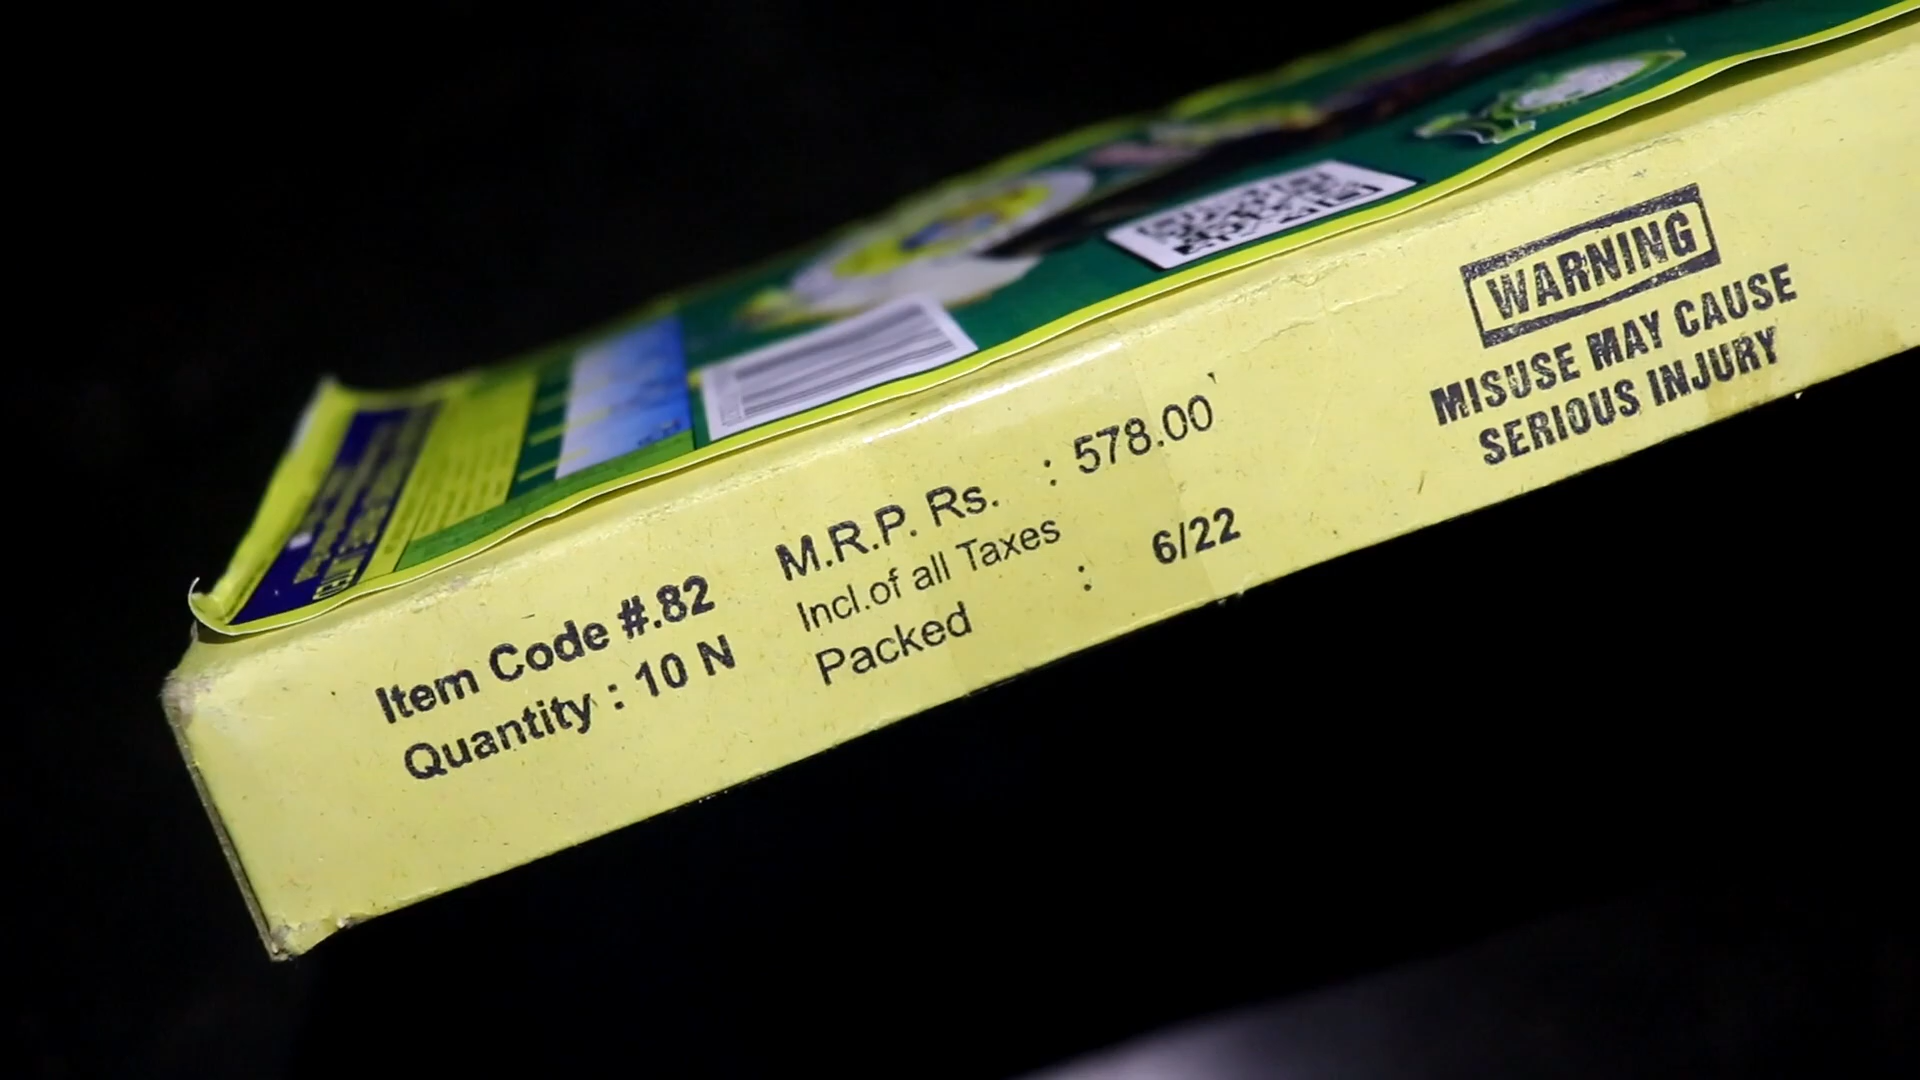 Item Code #.82
Quantity : 10 N
M.R.P. Rs. : 578.00
Incl.of all Taxes
Packed : 6/22
WARNING
MISUSE MAY CAUSE
SERIOUS INJURY